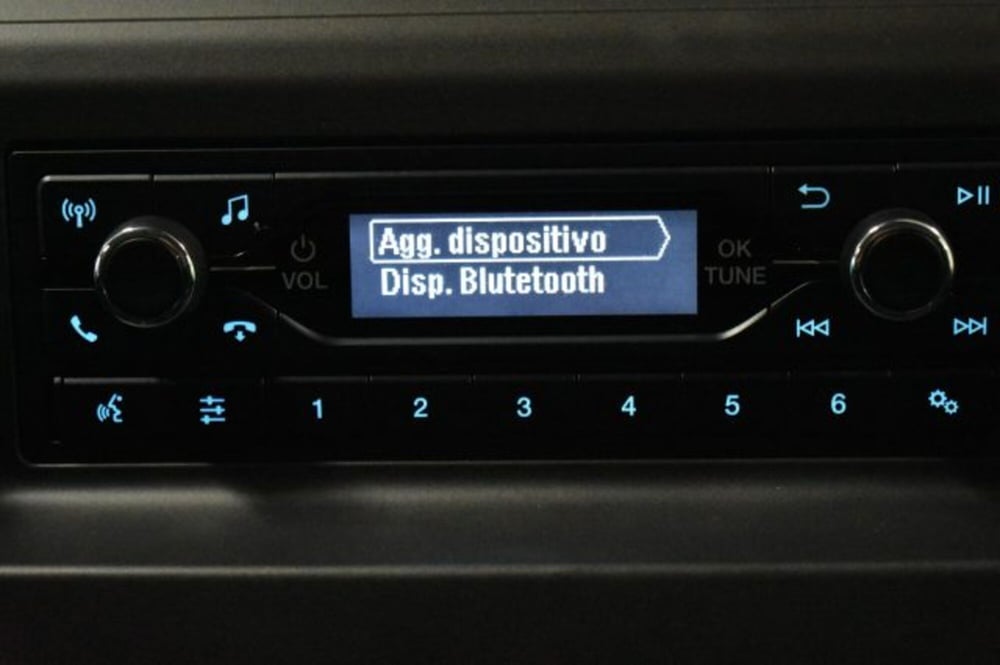 Agg. dispositivo
Disp. Blutetooth
VOL
OK
TUNE
1 2 3 4 5 6